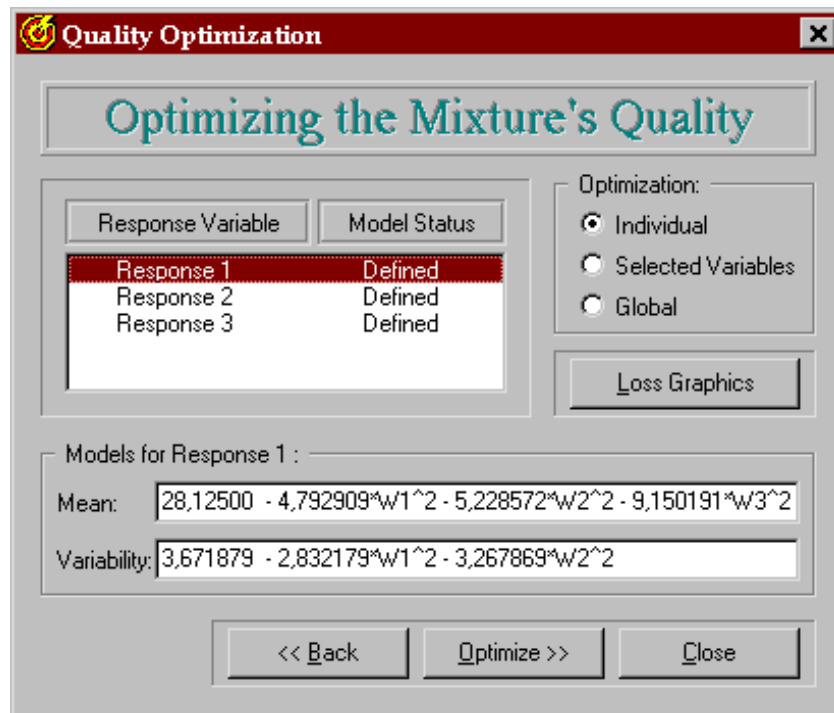 Quality Optimization
Optimizing the Mixture's Quality
Response Variable Model Status
Response 1 Defined
Response 2 Defined
Response 3 Defined
Optimization:
Individual
Selected Variables
Global
Loss Graphics
Models for Response 1 :
Mean: 28,12500 - 4,792909*W1^2 - 5,228572*W2^2 - 9,150191*W3^2
Variability: 3,671879 - 2,832179*W1^2 - 3,267869*W2^2
<< Back Optimize >> Close